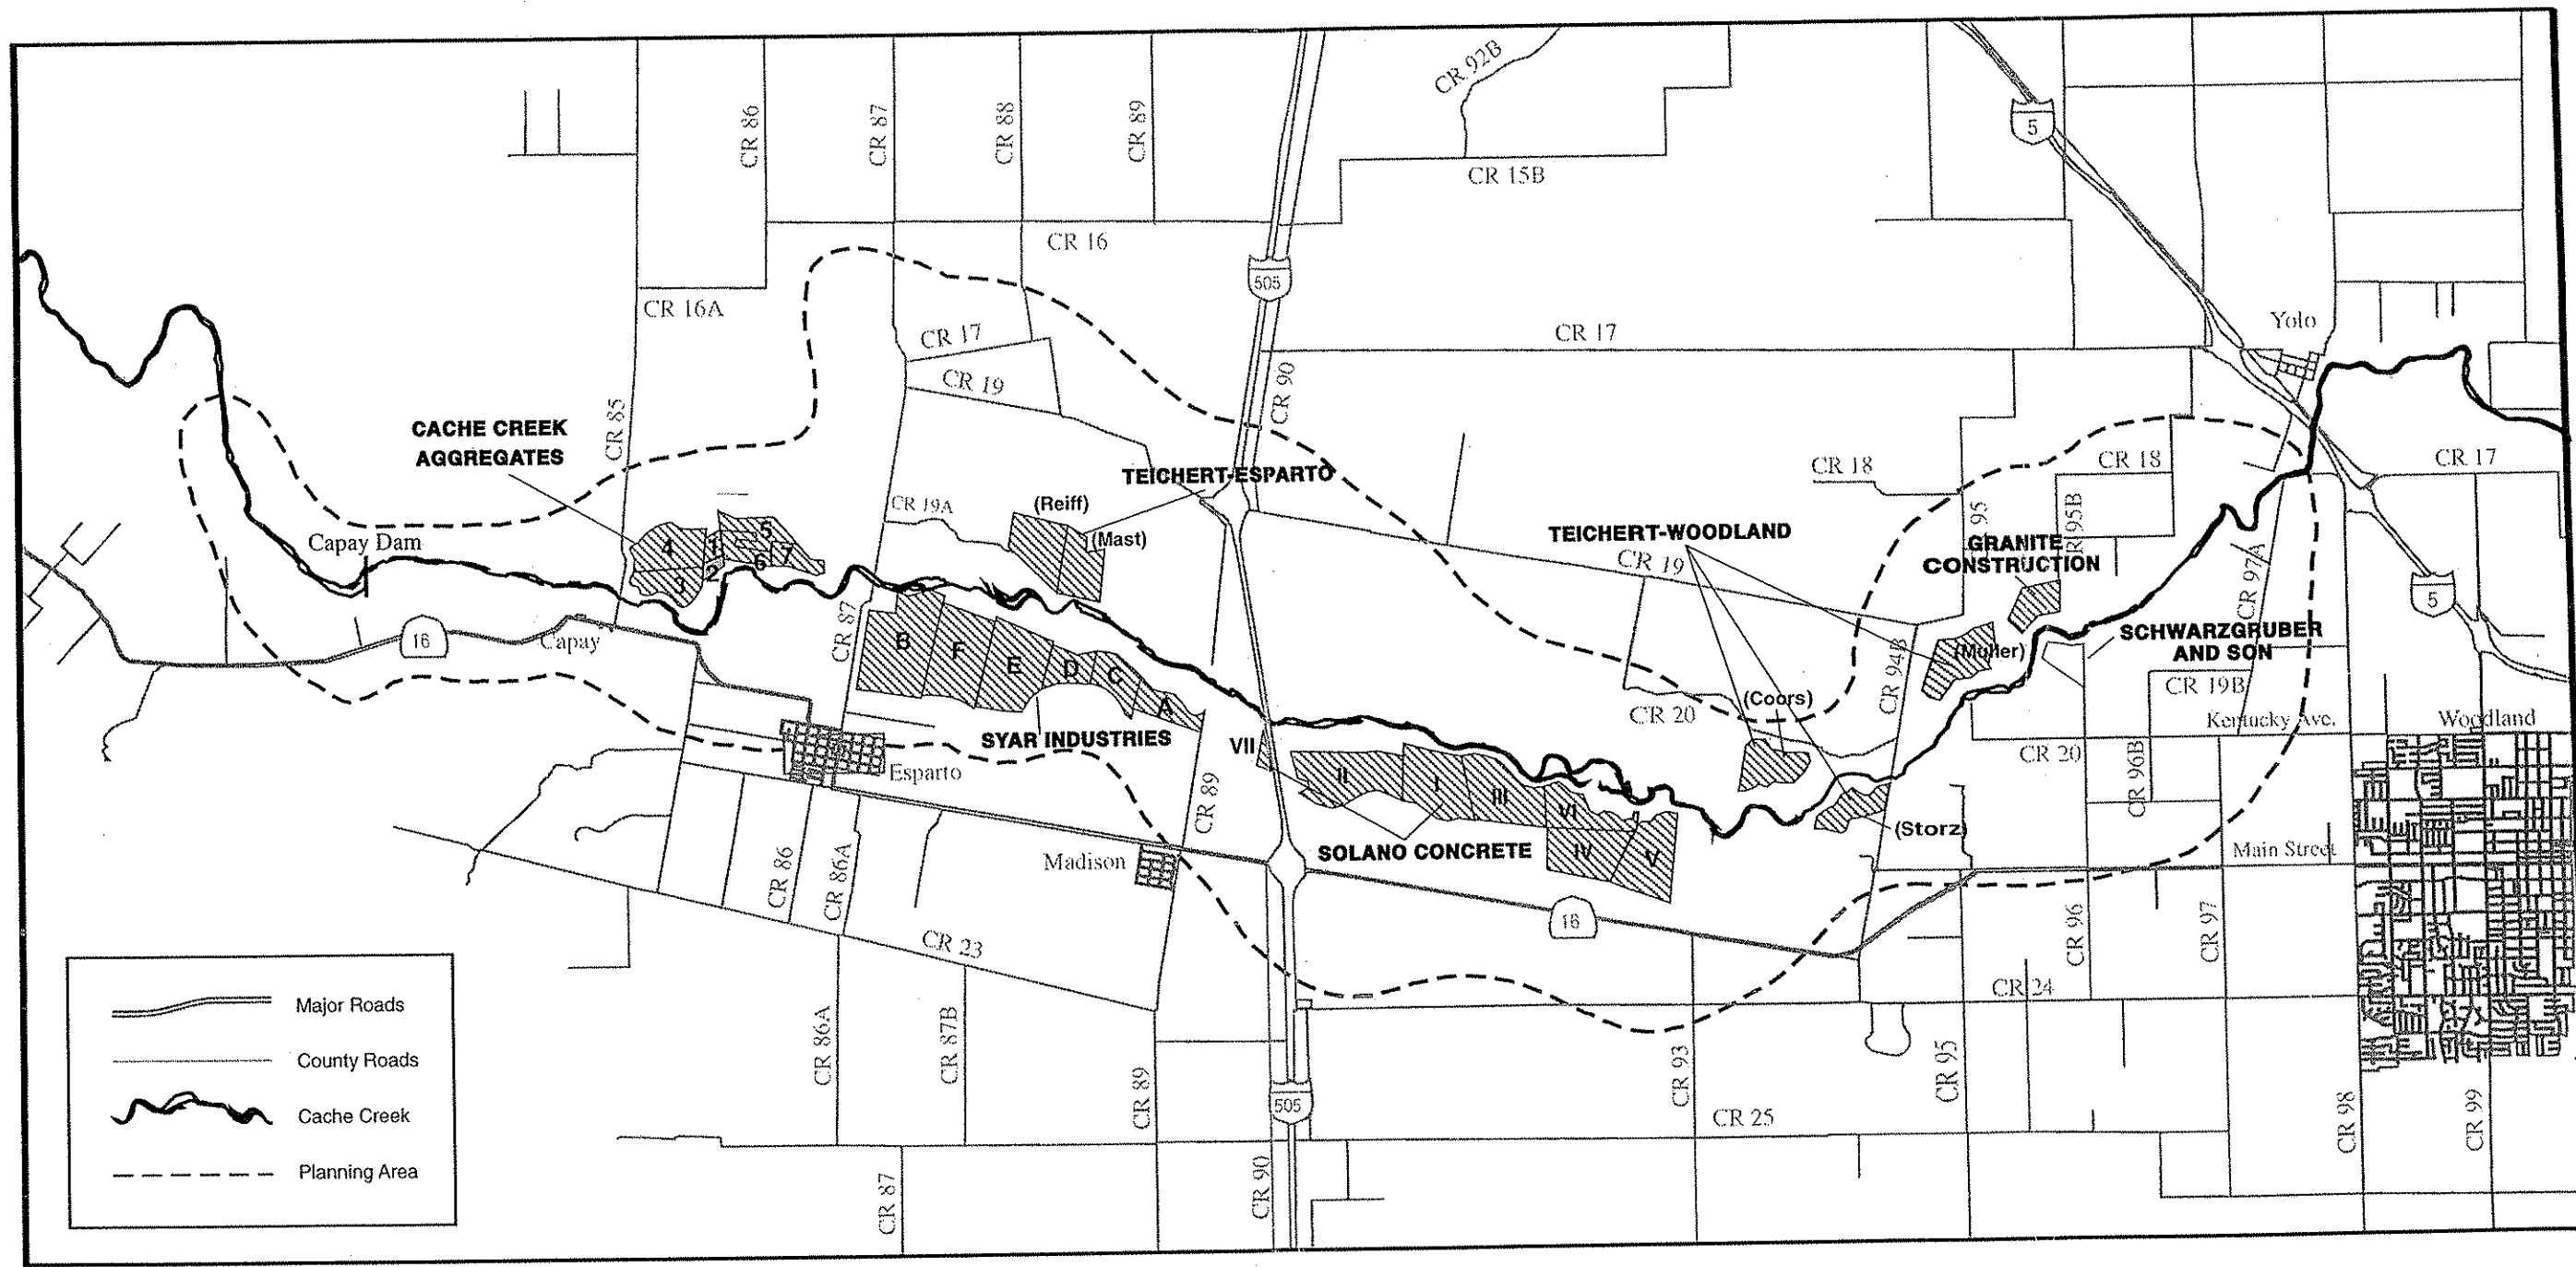 CR 92B
5
CR 86
CR 87
CR 88
CR 89
CR 15B
CR 16
505
CR 16A
CR 17
CR 17
Yolo
CR 19
CR 90
CR 85
CACHE CREEK
AGGREGATES
CR 18
CR 18
CR 17
TEICHERT-ESPARTO
CR 19A
(Reiff)
(Mast)
CR 95
CR 95B
TEICHERT-WOODLAND
CR 19
GRANITE
CONSTRUCTION
CR 97A
Capay Dam
4
1
5
3
2
6
7
5
16
Capay
CR 87
B
F
E
D
C
A
SCHWARZGRUBER
AND SON
(Muller)
CR 94B
CR 19B
(Coors)
CR 20
Kentucky Ave.
Woodland
SYAR INDUSTRIES
VII
CR 20
CR 96B
Esparto
CR 89
II
I
III
VI
IV
V
(Storz)
SOLANO CONCRETE
Main Street
Madison
CR 86
CR 86A
16
CR 96
CR 97
CR 23
CR 24
Major Roads
County Roads
Cache Creek
Planning Area
CR 86A
CR 87B
CR 89
505
CR 93
CR 95
CR 25
CR 98
CR 99
CR 87
CR 90